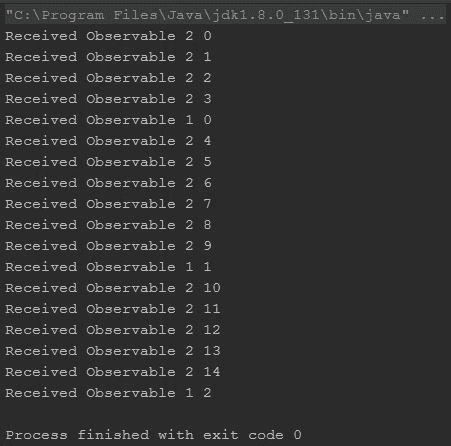 "C:\Program Files\Java\jdk1.8.0_131\bin\java" ...
Received Observable 2 0
Received Observable 2 1
Received Observable 2 2
Received Observable 2 3
Received Observable 1 0
Received Observable 2 4
Received Observable 2 5
Received Observable 2 6
Received Observable 2 7
Received Observable 2 8
Received Observable 2 9
Received Observable 1 1
Received Observable 2 10
Received Observable 2 11
Received Observable 2 12
Received Observable 2 13
Received Observable 2 14
Received Observable 1 2
Process finished with exit code 0